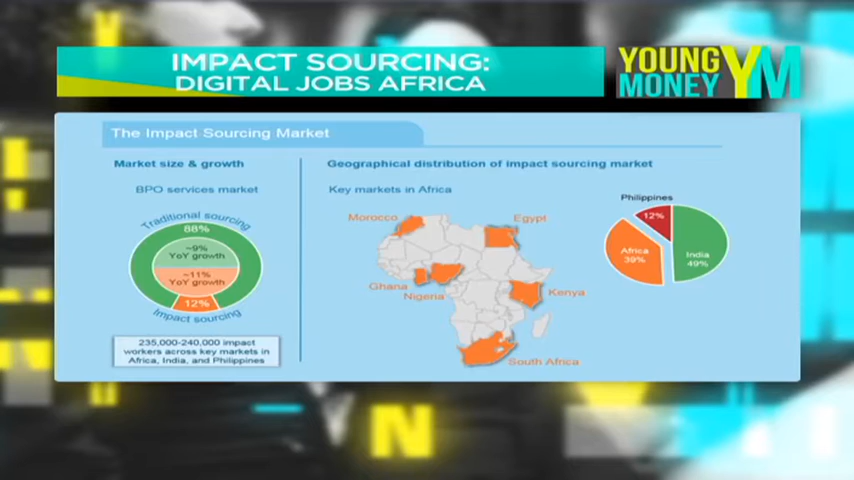 IMPACT SOURCING:
DIGITAL JOBS AFRICA
YOUNG
MONEY
YM
The Impact Sourcing Market
Market size & growth
BPO services market
Traditional sourcing
88%
~9%
YoY growth
~11%
YoY growth
12%
Impact sourcing
235,000-240,000 impact
workers across key markets in
Africa, India, and Philippines
Geographical distribution of impact sourcing market
Key markets in Africa
Morocco
Egypt
Ghana
Nigeria
Kenya
South Africa
Philippines
12%
Africa
39%
India
49%
N